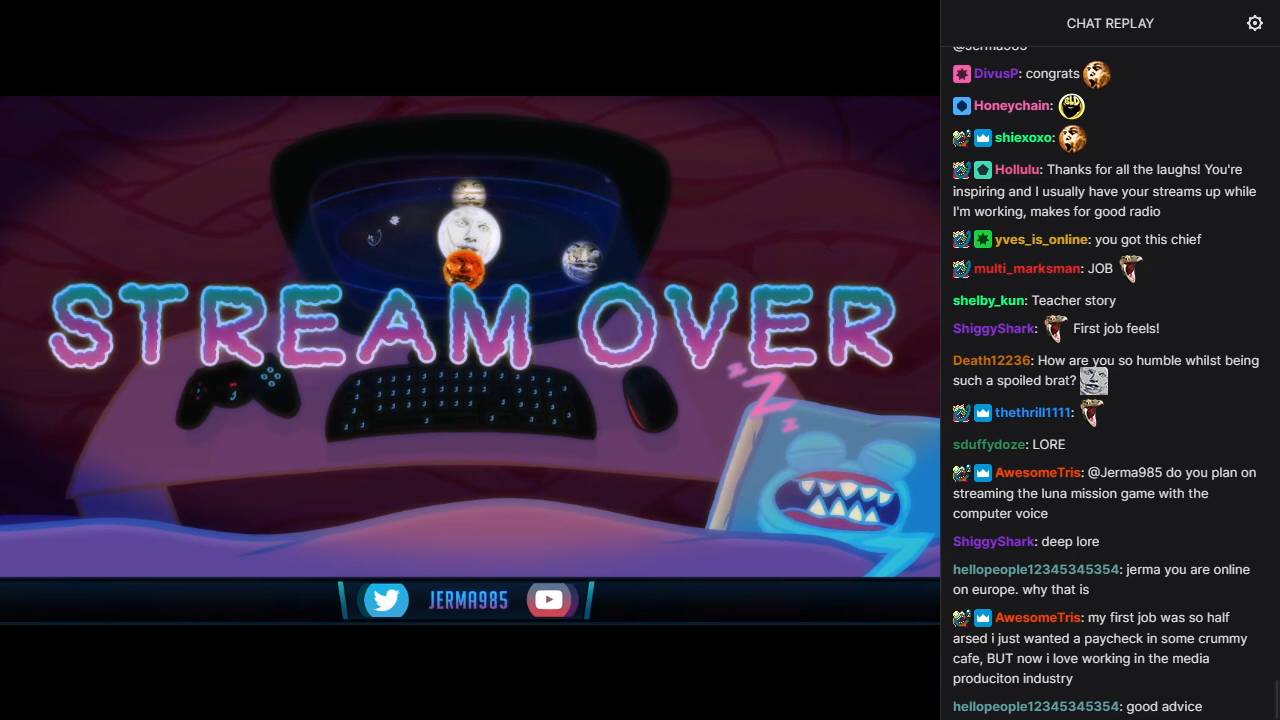 STREAM OVER
z
Z
z
JERMA985
CHAT REPLAY
@Jerma985
DivusP: congrats
Honeychain:
shiexoxo:
Hollulu: Thanks for all the laughs! You're
inspiring and I usually have your streams up while
I'm working, makes for good radio
yves_is_online: you got this chief
multi_marksman: JOB
shelby_kun: Teacher story
ShiggyShark: First job feels!
Death12236: How are you so humble whilst being
such a spoiled brat?
thethrill1111:
sduffydoze: LORE
AwesomeTris: @Jerma985 do you plan on
streaming the luna mission game with the
computer voice
ShiggyShark: deep lore
hellopeople12345345354: jerma you are online
on europe. why that is
AwesomeTris: my first job was so half
arsed i just wanted a paycheck in some crummy
cafe, BUT now i love working in the media
produciton industry
hellopeople12345345354: good advice